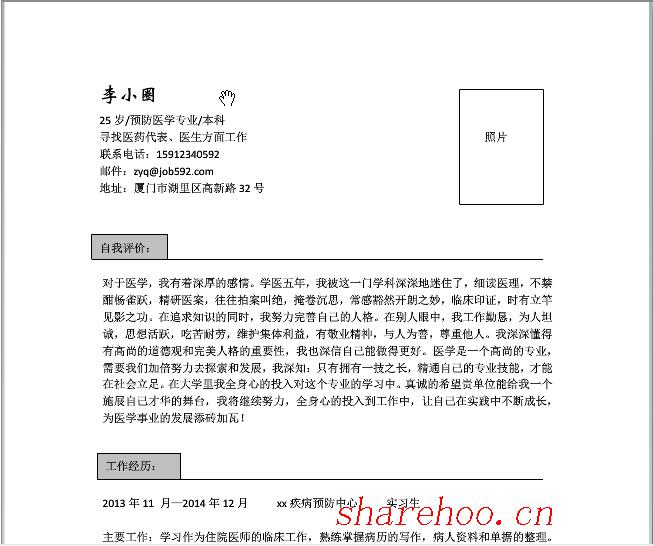 李小圈
25 岁/预防医学专业/本科
寻找医药代表、医生方面工作
联系电话：15912340592
邮件：zyq@job592.com
地址：厦门市湖里区高新路 32 号
照片
自我评价：
对于医学，我有着深厚的感情。学医五年，我被这一门学科深深地迷住了，细读医理，不禁
酣畅雀跃，精研医案，往往拍案叫绝，掩卷沉思，常感豁然开朗之妙，临床印证，时有立竿
见影之功。在追求知识的同时，我努力完善自己的人格。在别人眼中，我工作勤恳，为人坦
诚，思想活跃，吃苦耐劳，维护集体利益，有敬业精神，与人为善，尊重他人。我深深懂得
有高尚的道德观和完美人格的重要性，我也深信自己能做得更好。医学是一个高尚的专业，
需要我们加倍努力去探索和发展，我深知：只有拥有一技之长，精通自己的专业技能，才能
在社会立足。在大学里我全身心的投入对这个专业的学习中。真诚的希望贵单位能给我一个
施展自己才华的舞台，我将继续努力，全身心的投入到工作中，让自己在实践中不断成长，
为医学事业的发展添砖加瓦！
工作经历：
2013 年 11 月—2014 年 12 月 xx 疾病预防中心 实习生
sharehoo.cn
主要工作：学习作为住院医师的临床工作，熟练掌握病历的写作，病人资料和单据的整理。